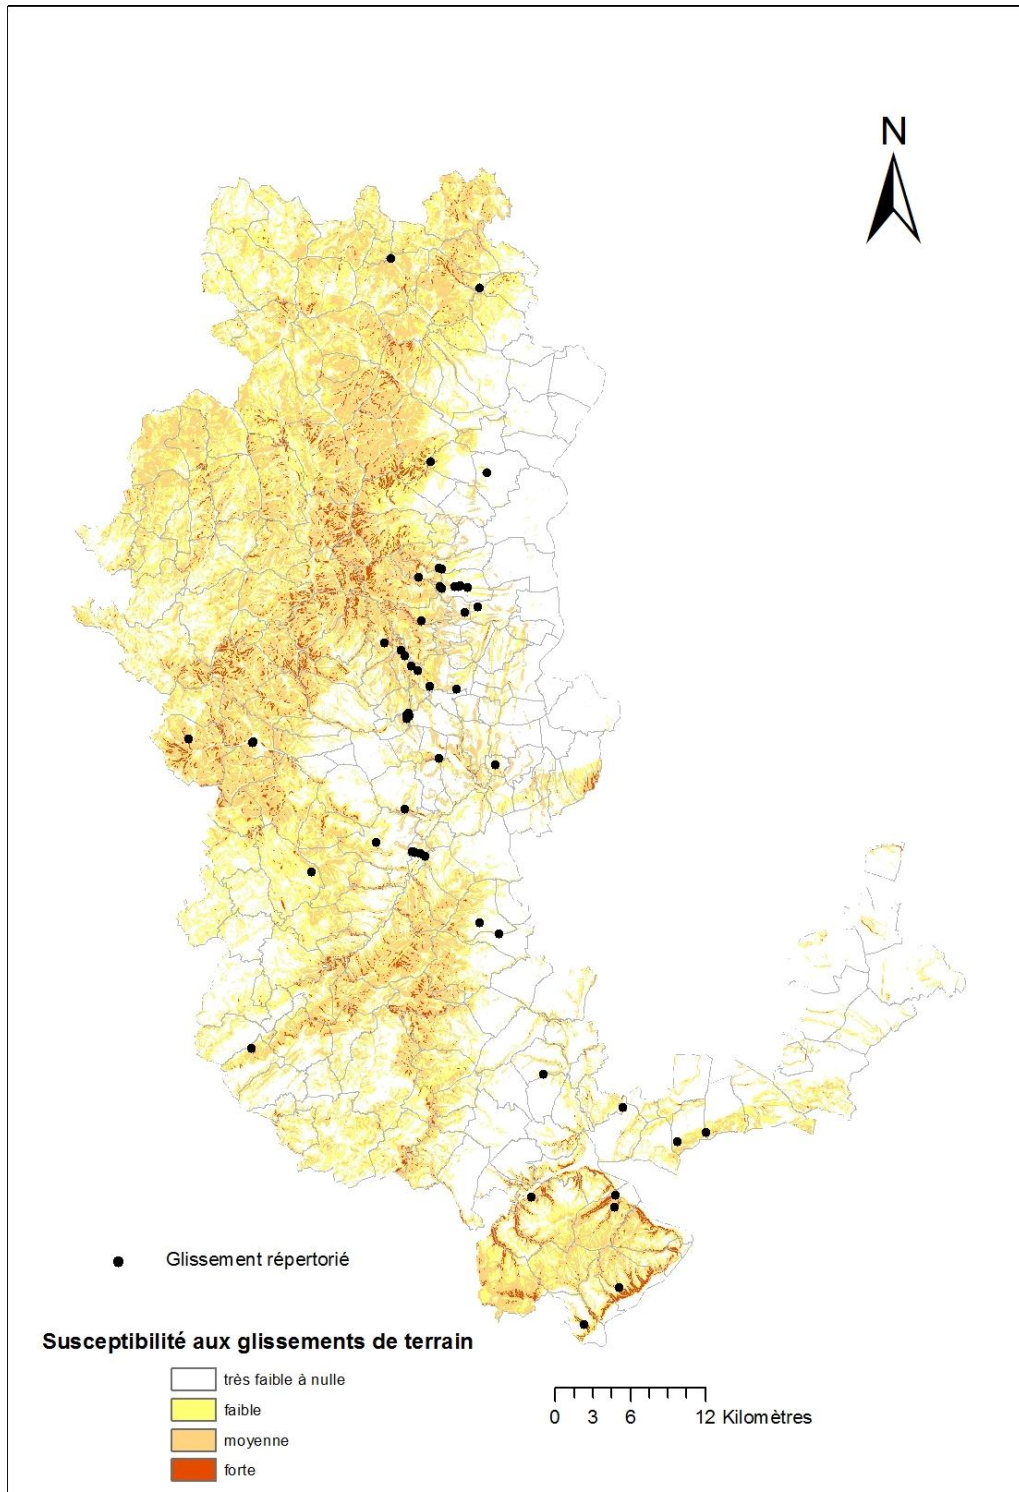 N
Glissement répertorié
Susceptibilité aux glissements de terrain
très faible à nulle
faible
moyenne
forte
0 3 6 12 Kilomètres